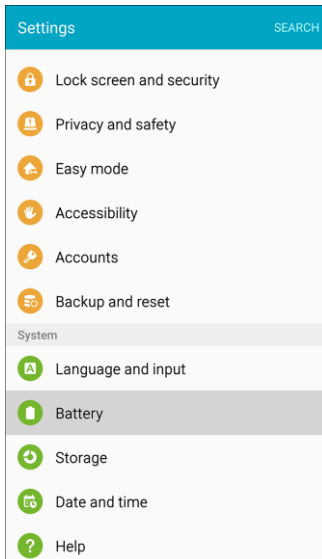 Settings SEARCH
Lock screen and security
Privacy and safety
Easy mode
Accessibility
Accounts
Backup and reset
System
A Language and input
Battery
Storage
Date and time
? Help